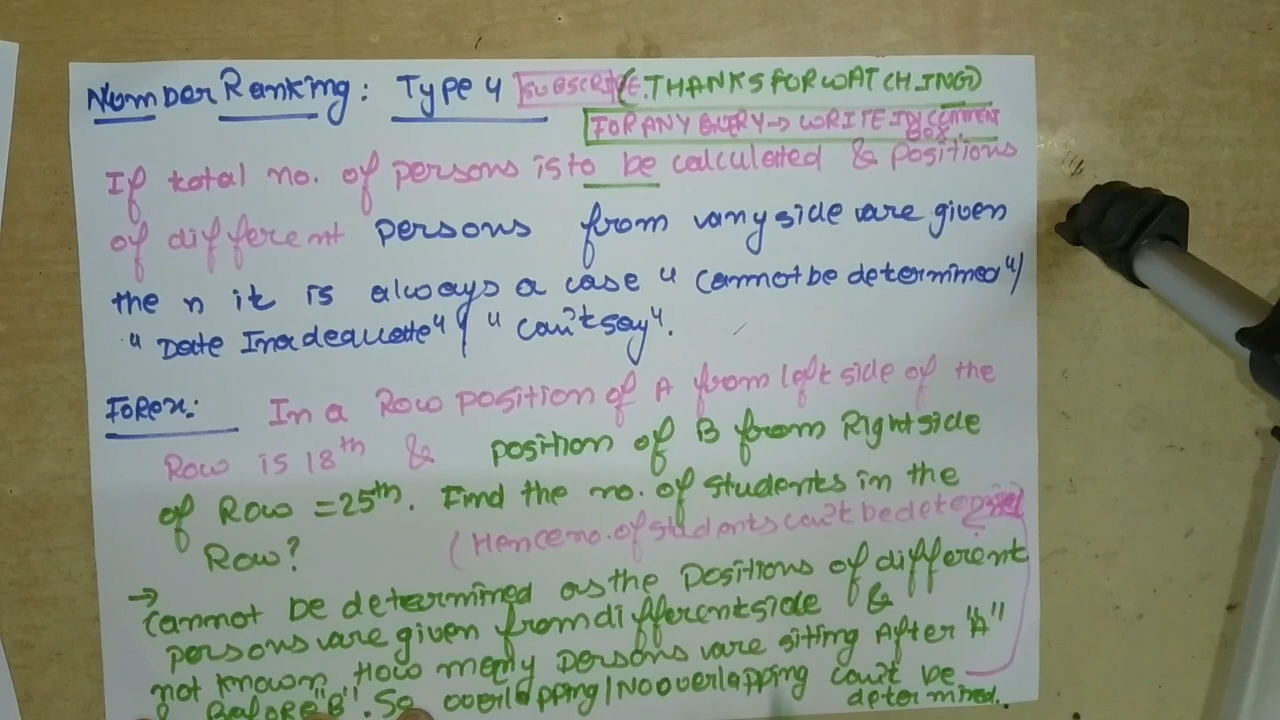 Number Ranking: Type 4 SUBSCRIBE (THANKS FOR WATCHING)
FOR ANY QUERY → WRITE IN COMMENT
BOX.
If total no. of persons is to be calculated & positions
of different persons from any side are given
then it is always a case "cannot be determined"/
"Data Inadequate"/ "can't say".
For ex: In a Row position of A from left side of the
Row is 18th & position of B from Right side
of Row = 25th. Find the no. of students in the
Row? (Hence no. of students can't be determined
→ cannot be determined as the positions of different
persons are given from different side &
not known How many persons are siting After "A"
Before "B". So overlapping/No overlapping can't be
determined.